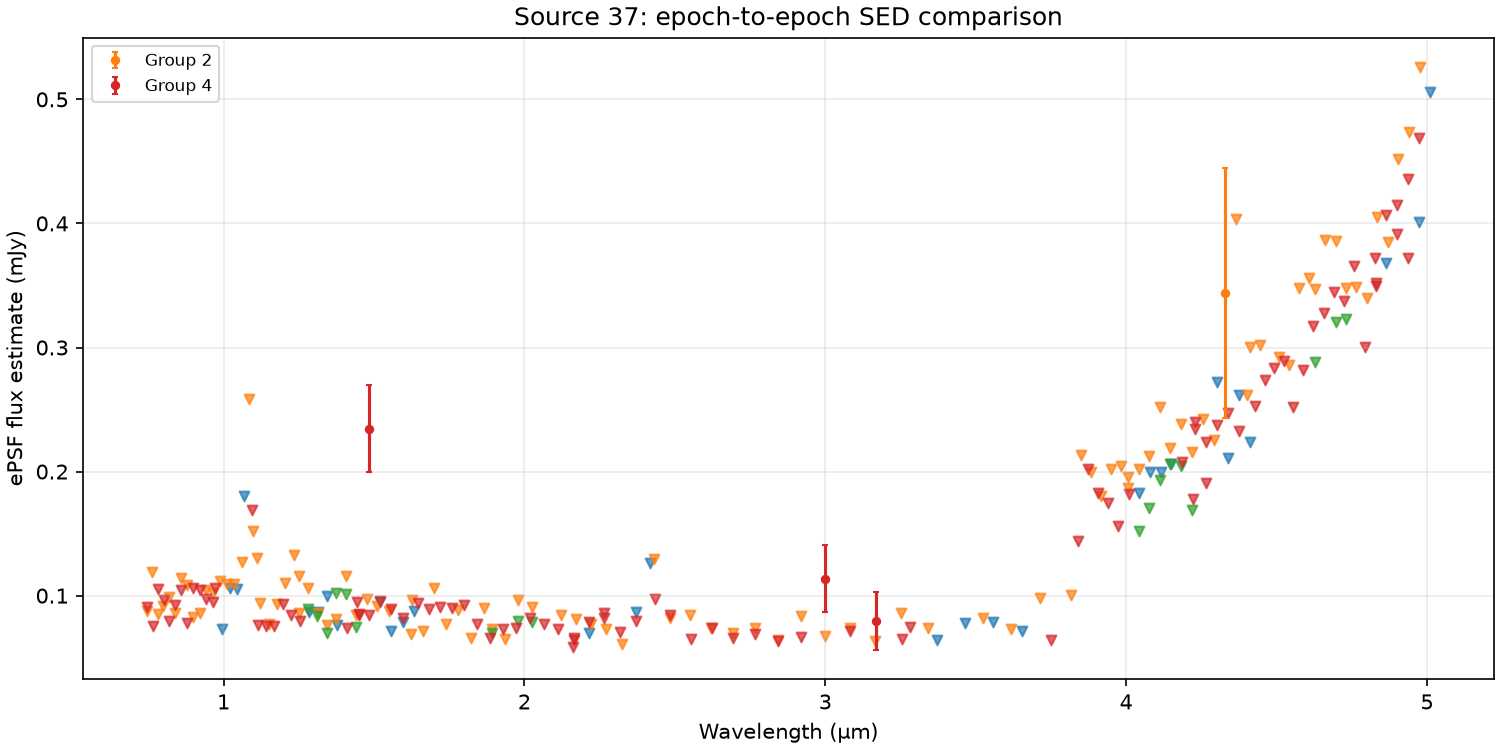 Source 37: epoch-to-epoch SED comparison
Group 2
Group 4
ePSF flux estimate (mJy)
0.5
0.4
0.3
0.2
0.1
1 2 3 4 5
Wavelength (μm)